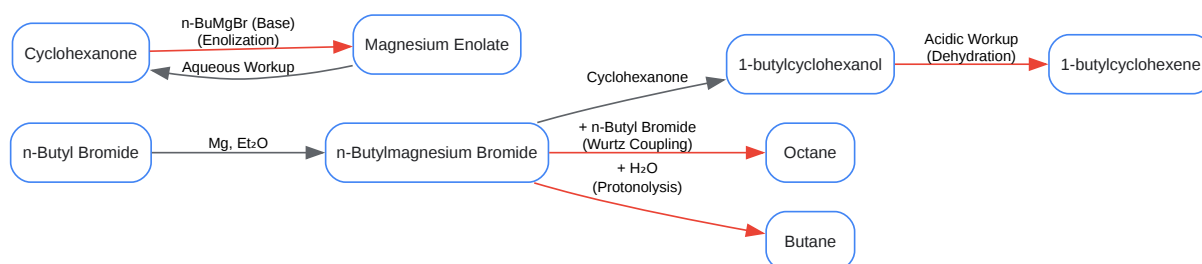 n-BuMgBr (Base)
(Enolization)
Cyclohexanone
Magnesium Enolate
Aqueous Workup
Cyclohexanone
1-butylcyclohexanol
Acidic Workup
(Dehydration)
1-butylcyclohexene
n-Butyl Bromide
Mg, Et₂O
n-Butylmagnesium Bromide
+ n-Butyl Bromide
(Wurtz Coupling)
Octane
+ H₂O
(Protonolysis)
Butane